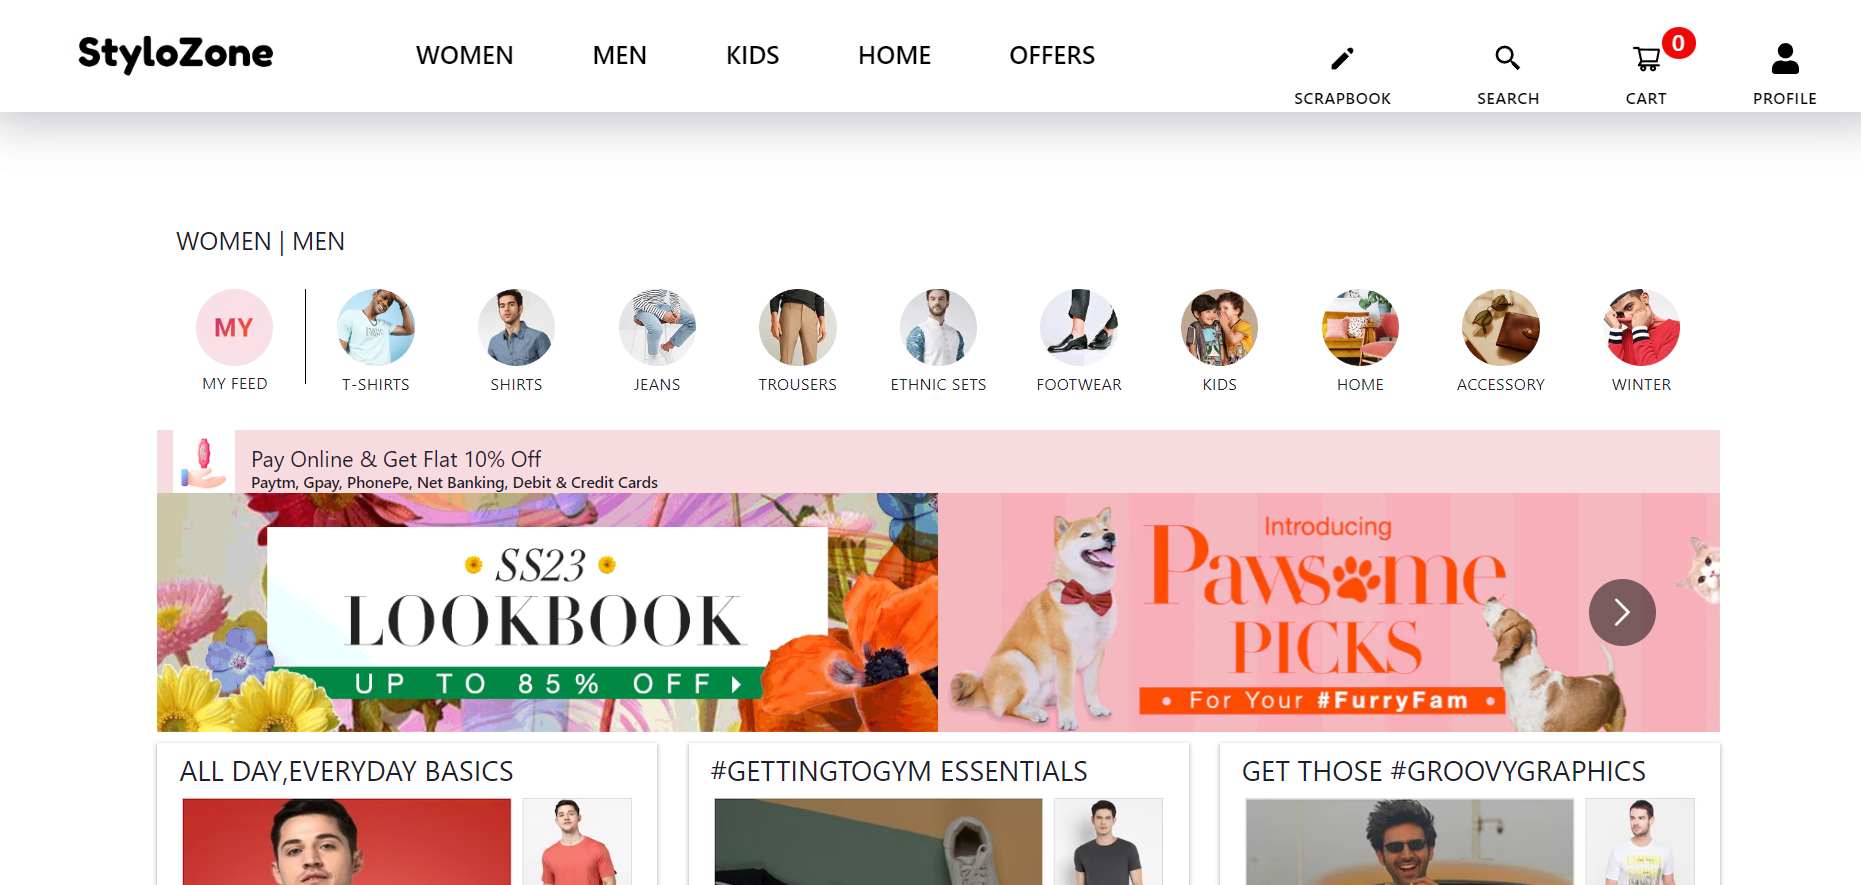 StyloZone
WOMEN MEN KIDS HOME OFFERS
0
SCRAPBOOK SEARCH CART PROFILE
WOMEN | MEN
MY
MY FEED T-SHIRTS SHIRTS JEANS TROUSERS ETHNIC SETS FOOTWEAR KIDS HOME ACCESSORY WINTER
Pay Online & Get Flat 10% Off
Paytm, Gpay, PhonePe, Net Banking, Debit & Credit Cards
SS23
LOOKBOOK
UP TO 85% OFF
Introducing
Pawsome
PICKS
• For Your #FurryFam •
ALL DAY,EVERYDAY BASICS
#GETTINGTOGYM ESSENTIALS
GET THOSE #GROOVYGRAPHICS